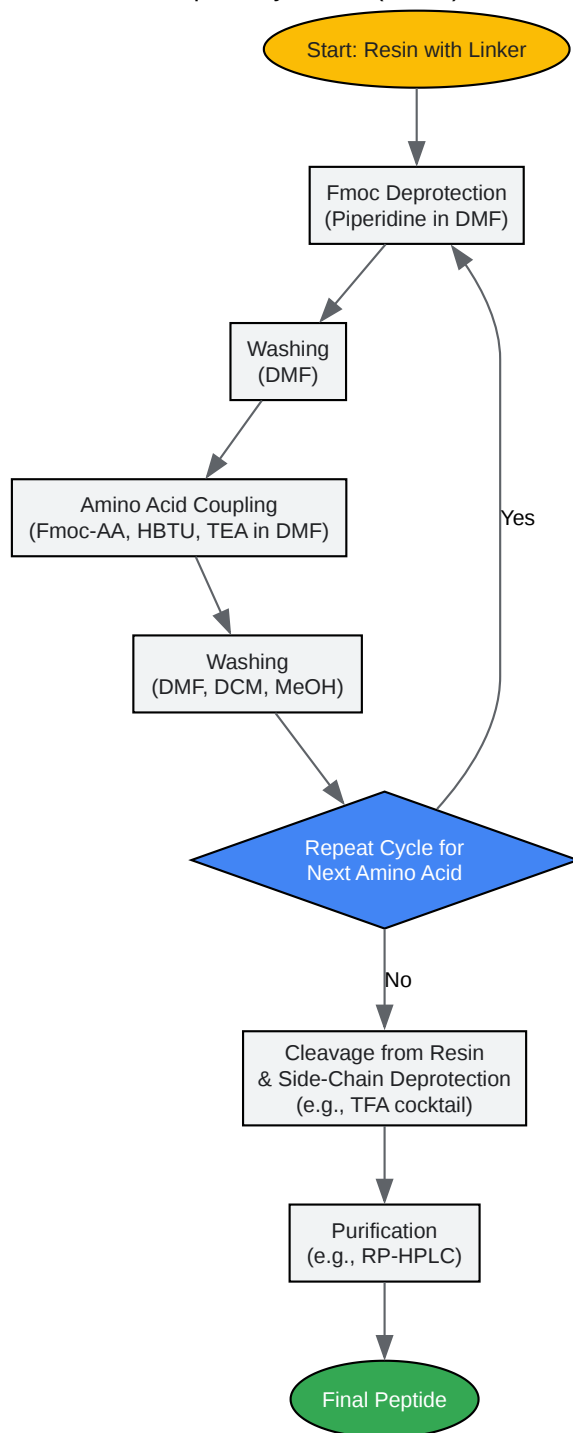 Start: Resin with Linker
Fmoc Deprotection
(Piperidine in DMF)
Washing
(DMF)
Amino Acid Coupling
(Fmoc-AA, HBTU, TEA in DMF)
Yes
Washing
(DMF, DCM, MeOH)
Repeat Cycle for
Next Amino Acid
No
Cleavage from Resin
& Side-Chain Deprotection
(e.g., TFA cocktail)
Purification
(e.g., RP-HPLC)
Final Peptide